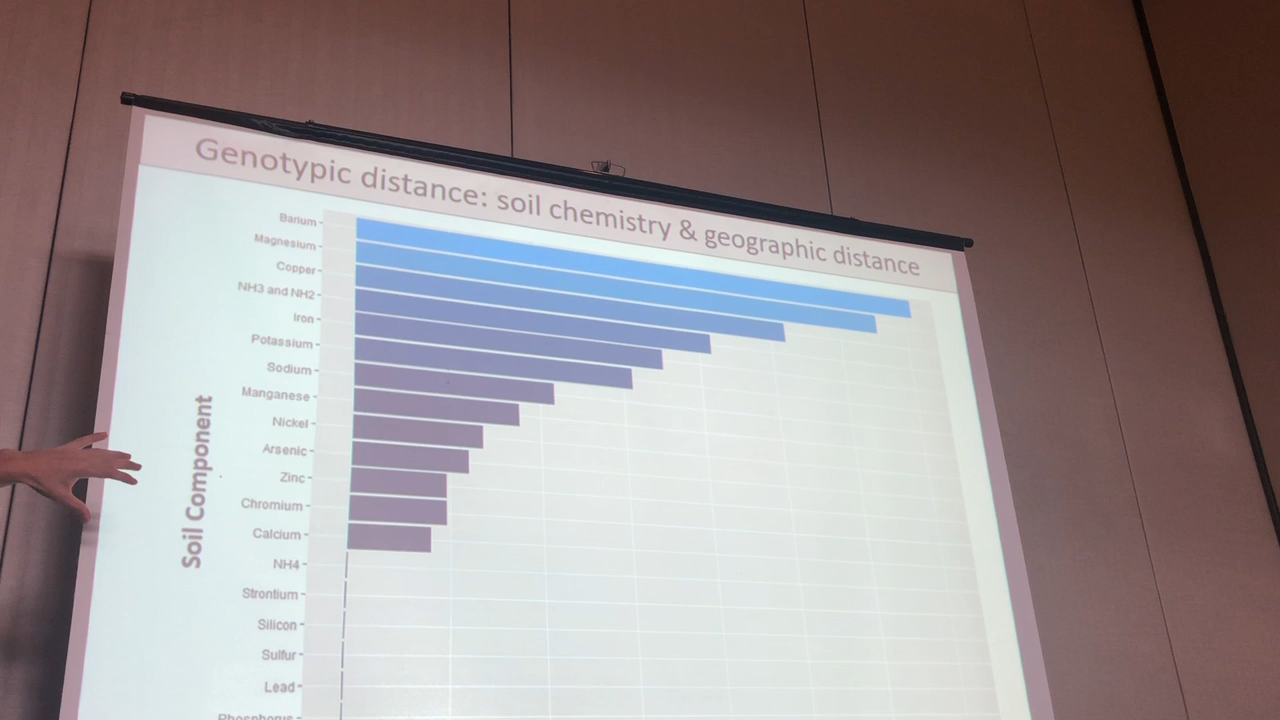 Genotypic distance: soil chemistry & geographic distance
Barium
Magnesium
Copper
NH3 and NH2
Iron
Potassium
Sodium
Manganese
Nickel
Arsenic
Zinc
Chromium
Calcium
NH4
Strontium
Silicon
Sulfur
Lead
Phosphorus
Soil Component